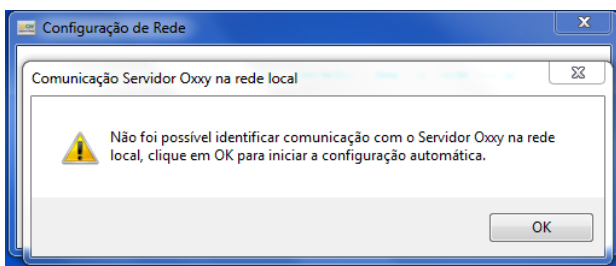 Configuração de Rede
Comunicação Servidor Oxxy na rede local
Não foi possível identificar comunicação com o Servidor Oxxy na rede
local, clique em OK para iniciar a configuração automática.
OK